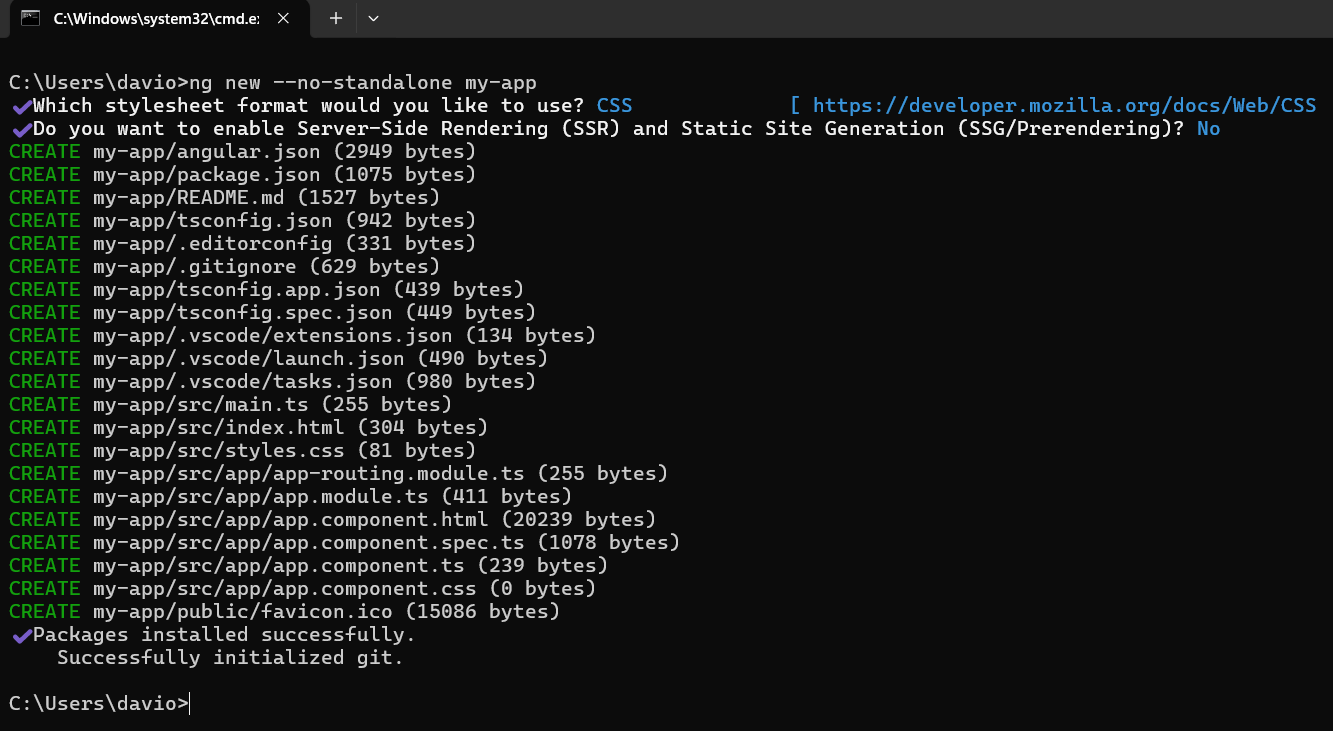 C:\Windows\system32\cmd.e
C:\Users\davio>ng new --no-standalone my-app
Which stylesheet format would you like to use? CSS [ https://developer.mozilla.org/docs/Web/CSS
Do you want to enable Server-Side Rendering (SSR) and Static Site Generation (SSG/Prerendering)? No
CREATE my-app/angular.json (2949 bytes)
CREATE my-app/package.json (1075 bytes)
CREATE my-app/README.md (1527 bytes)
CREATE my-app/tsconfig.json (942 bytes)
CREATE my-app/.editorconfig (331 bytes)
CREATE my-app/.gitignore (629 bytes)
CREATE my-app/tsconfig.app.json (439 bytes)
CREATE my-app/tsconfig.spec.json (449 bytes)
CREATE my-app/.vscode/extensions.json (134 bytes)
CREATE my-app/.vscode/launch.json (490 bytes)
CREATE my-app/.vscode/tasks.json (980 bytes)
CREATE my-app/src/main.ts (255 bytes)
CREATE my-app/src/index.html (304 bytes)
CREATE my-app/src/styles.css (81 bytes)
CREATE my-app/src/app/app-routing.module.ts (255 bytes)
CREATE my-app/src/app/app.module.ts (411 bytes)
CREATE my-app/src/app/app.component.html (20239 bytes)
CREATE my-app/src/app/app.component.spec.ts (1078 bytes)
CREATE my-app/src/app/app.component.ts (239 bytes)
CREATE my-app/src/app/app.component.css (0 bytes)
CREATE my-app/public/favicon.ico (15086 bytes)
Packages installed successfully.
Successfully initialized git.
C:\Users\davio>